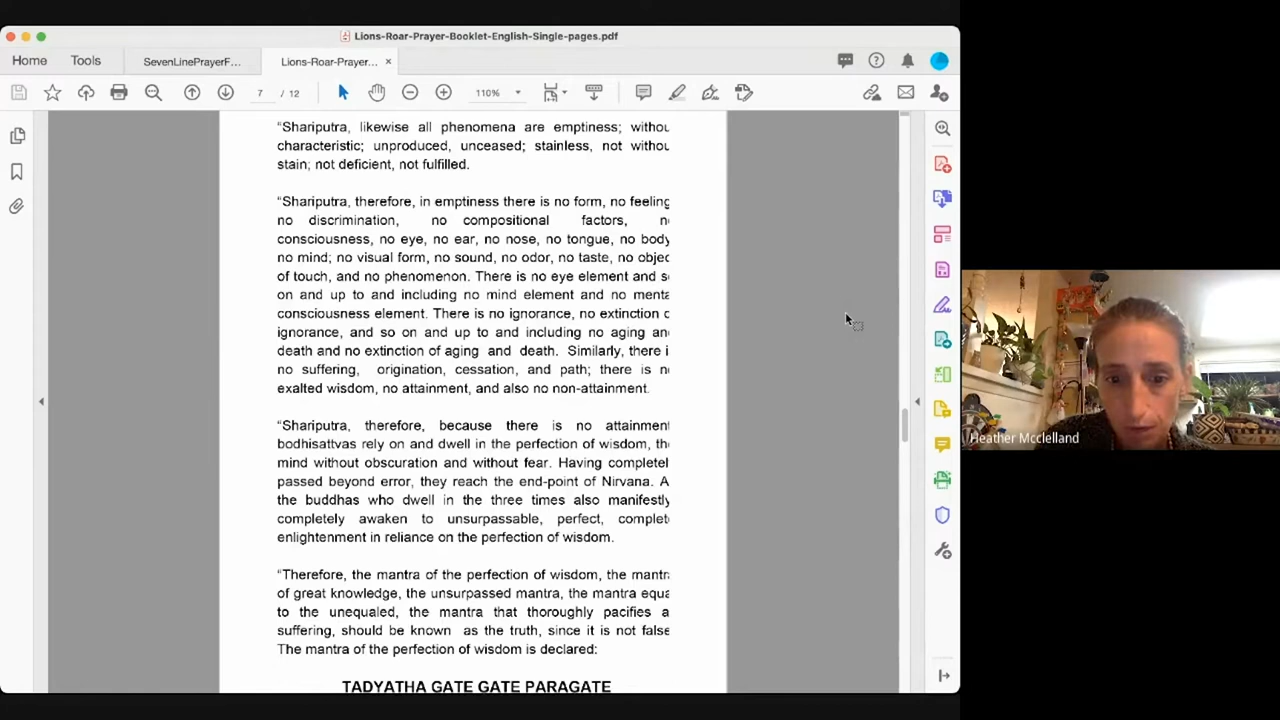 Lions-Roar-Prayer-Booklet-English-Single-pages.pdf
Home Tools SevenLinePrayerF... Lions-Roar-Prayer... ×
7 / 12 110%
“Shariputra, likewise all phenomena are emptiness; withou
characteristic; unproduced, unceased; stainless, not withou
stain; not deficient, not fulfilled.
“Shariputra, therefore, in emptiness there is no form, no feeling
no discrimination, no compositional factors, n
consciousness, no eye, no ear, no nose, no tongue, no body
no mind; no visual form, no sound, no odor, no taste, no objec
of touch, and no phenomenon. There is no eye element and s
on and up to and including no mind element and no menta
consciousness element. There is no ignorance, no extinction o
ignorance, and so on and up to and including no aging an
death and no extinction of aging and death. Similarly, there i
no suffering, origination, cessation, and path; there is n
exalted wisdom, no attainment, and also no non-attainment.
“Shariputra, therefore, because there is no attainment
bodhisattvas rely on and dwell in the perfection of wisdom, th
mind without obscuration and without fear. Having completel
passed beyond error, they reach the end-point of Nirvana. A
the buddhas who dwell in the three times also manifestly
completely awaken to unsurpassable, perfect, complet
enlightenment in reliance on the perfection of wisdom.
“Therefore, the mantra of the perfection of wisdom, the mantr
of great knowledge, the unsurpassed mantra, the mantra equa
to the unequaled, the mantra that thoroughly pacifies a
suffering, should be known as the truth, since it is not false
The mantra of the perfection of wisdom is declared:
TADYATHA GATE GATE PARAGATE
Heather Mcclelland